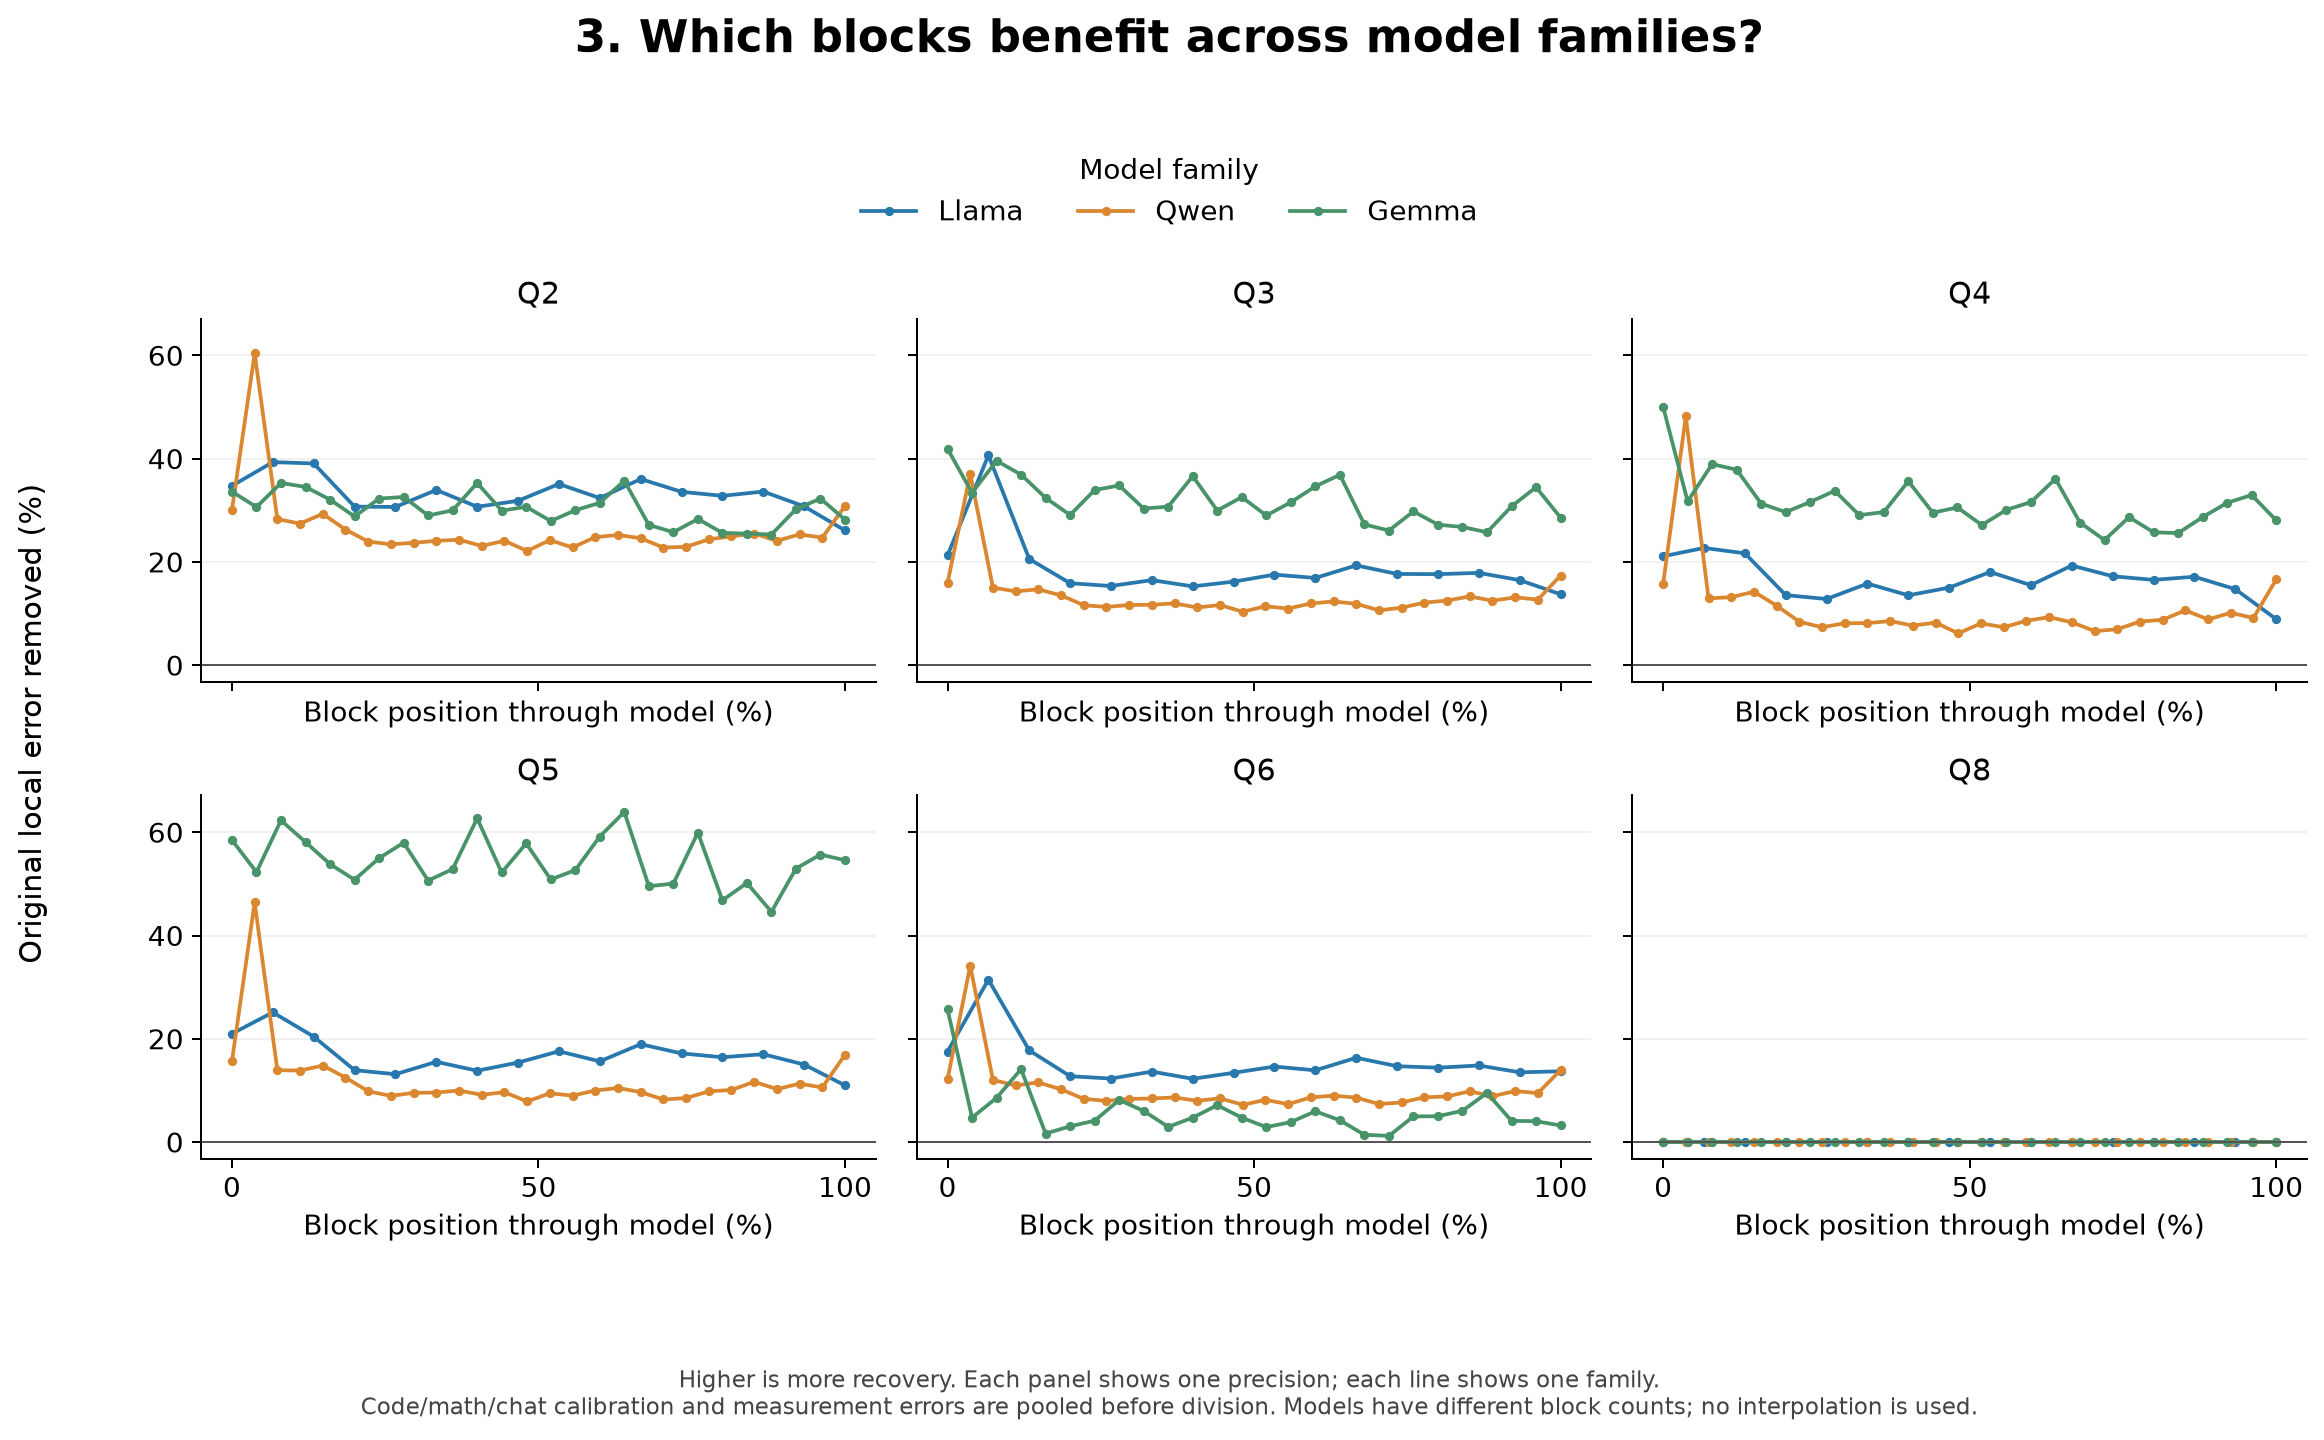 3. Which blocks benefit across model families?
Model family
Llama Qwen Gemma
Original local error removed (%)
Q2 Q3 Q4
60
40
20
0
Block position through model (%) Block position through model (%) Block position through model (%)
Q5 Q6 Q8
60
40
20
0
0 50 100 0 50 100 0 50 100
Block position through model (%) Block position through model (%) Block position through model (%)
Higher is more recovery. Each panel shows one precision; each line shows one family.
Code/math/chat calibration and measurement errors are pooled before division. Models have different block counts; no interpolation is used.